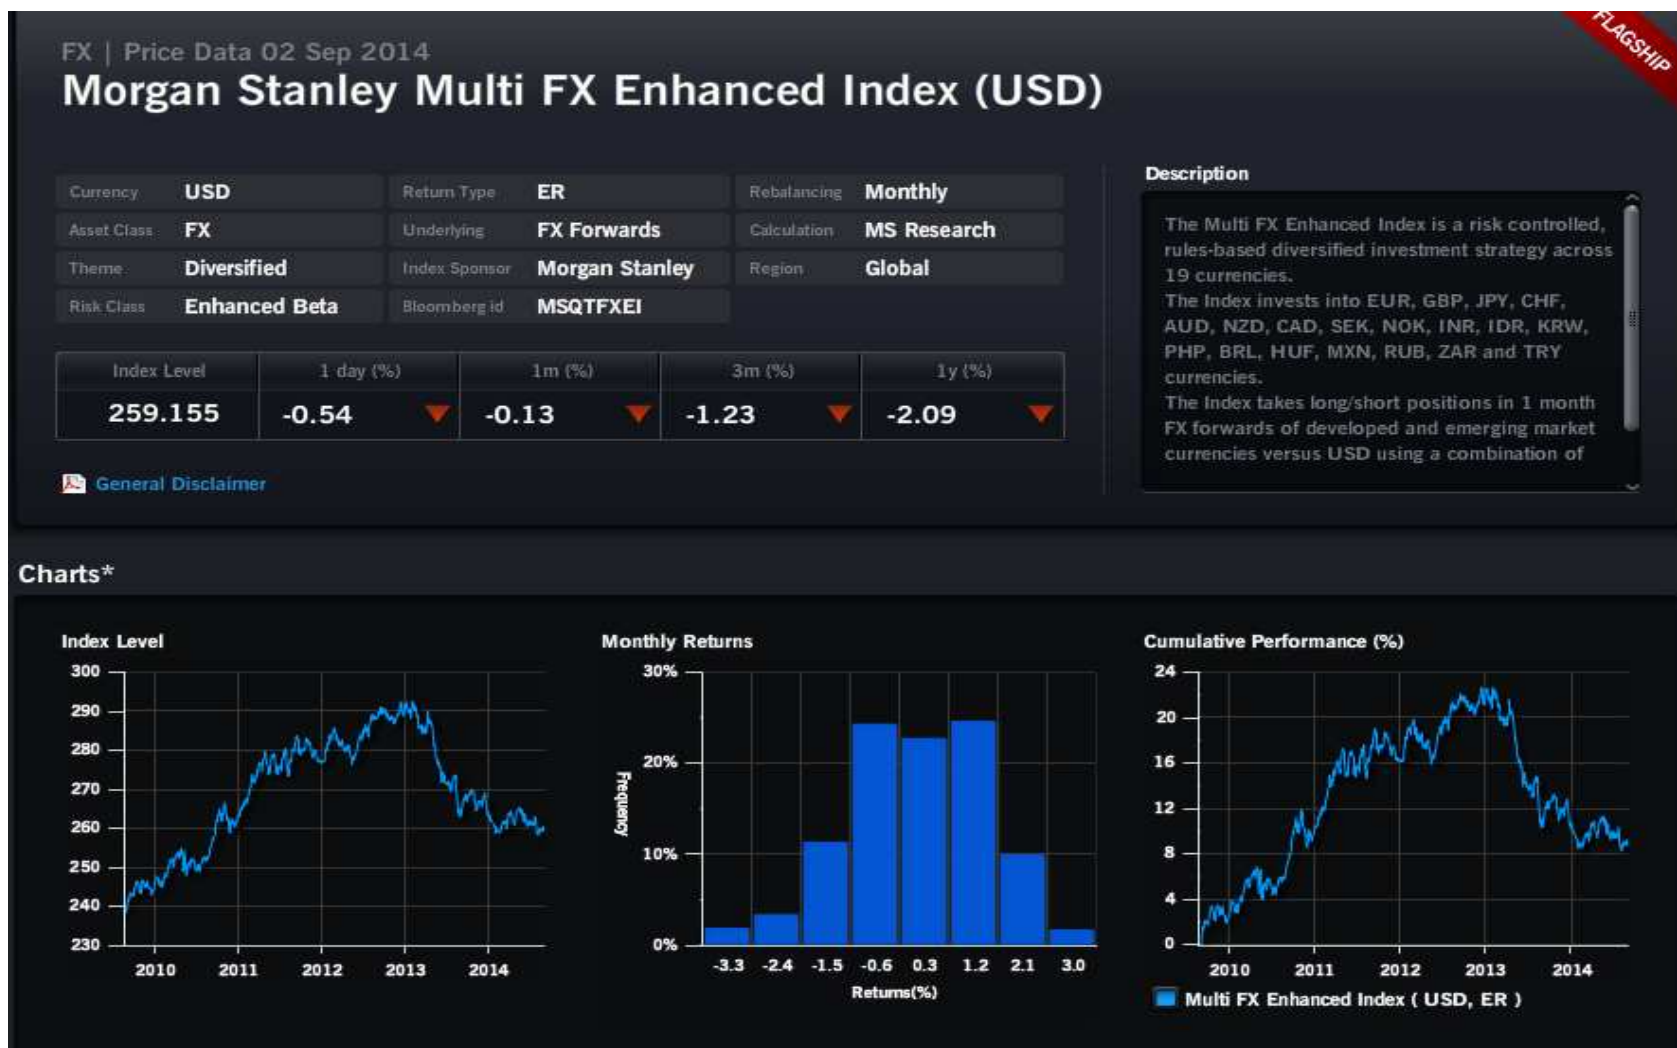 FLAGSHIP
FX | Price Data 02 Sep 2014
Morgan Stanley Multi FX Enhanced Index (USD)
Currency USD Return Type ER Rebalancing Monthly
Asset Class FX Underlying FX Forwards Calculation MS Research
Theme Diversified Index Sponsor Morgan Stanley Region Global
Risk Class Enhanced Beta Bloomberg id MSQTFXEI
Index Level 1 day (%) 1m (%) 3m (%) 1y (%)
259.155 -0.54 -0.13 -1.23 -2.09
General Disclaimer
Description
The Multi FX Enhanced Index is a risk controlled,
rules-based diversified investment strategy across
19 currencies.
The Index invests into EUR, GBP, JPY, CHF,
AUD, NZD, CAD, SEK, NOK, INR, IDR, KRW,
PHP, BRL, HUF, MXN, RUB, ZAR and TRY
currencies.
The Index takes long/short positions in 1 month
FX forwards of developed and emerging market
currencies versus USD using a combination of
Charts*
Index Level
300
290
280
270
260
250
240
230
2010 2011 2012 2013 2014
Monthly Returns
30%
20%
10%
0%
Frequency
-3.3 -2.4 -1.5 -0.6 0.3 1.2 2.1 3.0
Returns(%)
Cumulative Performance (%)
24
20
16
12
8
4
0
2010 2011 2012 2013 2014
Multi FX Enhanced Index ( USD, ER )